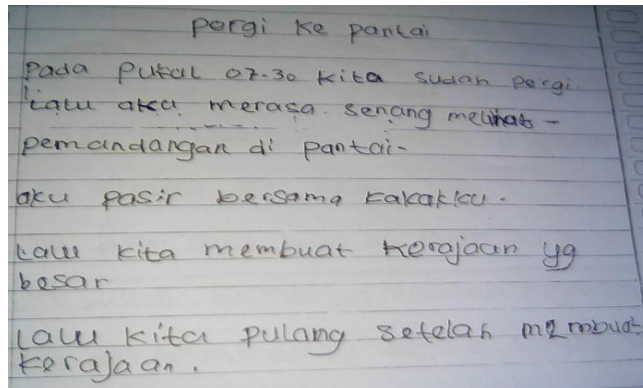 pergi ke pantai
Pada Pukul 07.30 kita sudah pergi.
Lalu aku merasa. senang melihat -
pemandangan di pantai-
aku pasir bersama kakakku.
Lalu kita membuat kerajaan yg
besar
Lalu kita pulang setelah membuat
kerajaan.